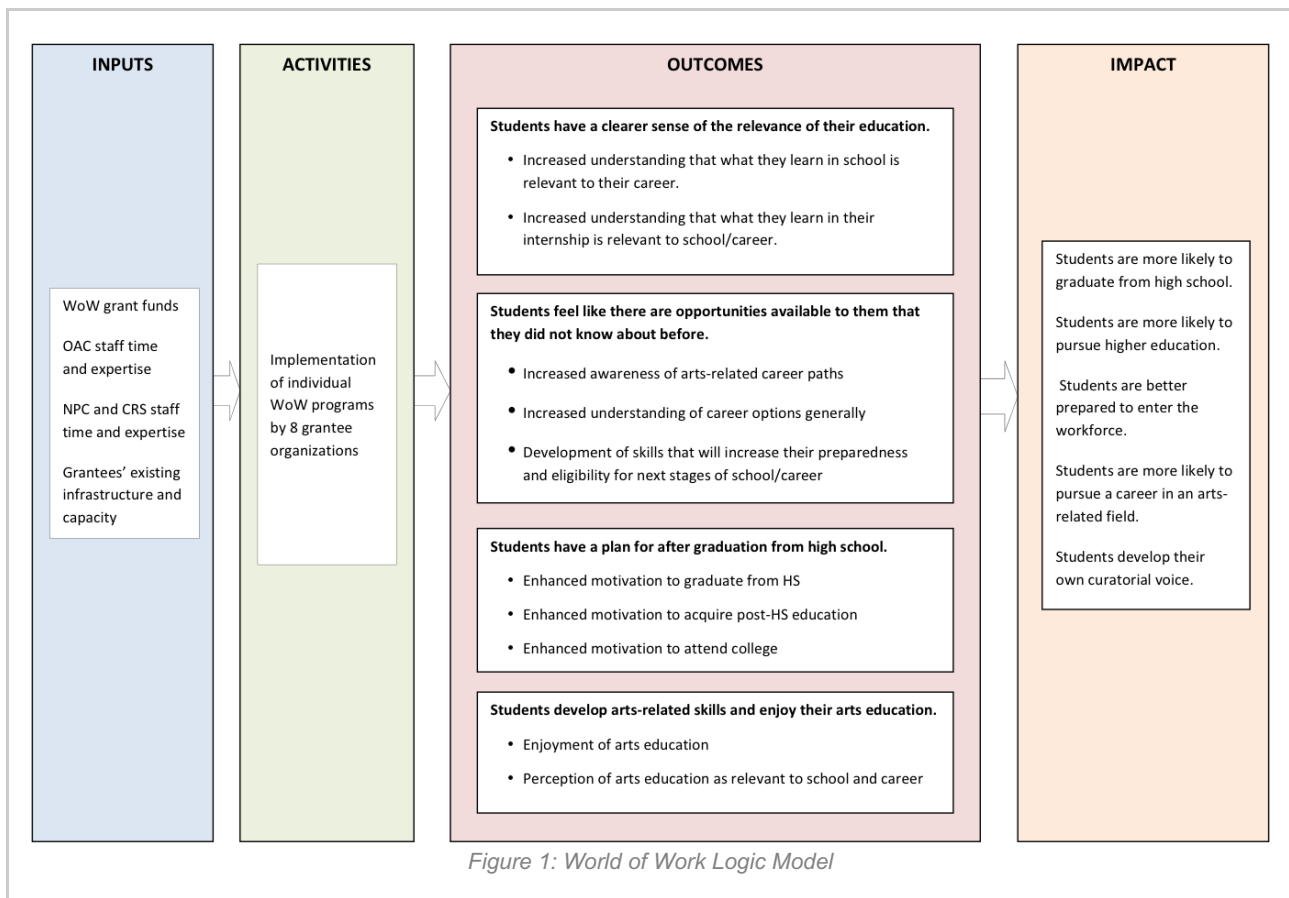 INPUTS
WoW grant funds
OAC staff time
and expertise
NPC and CRS staff
time and expertise
Grantees’ existing
infrastructure and
capacity
ACTIVITIES
Implementation
of individual
WoW programs
by 8 grantee
organizations
OUTCOMES
Students have a clearer sense of the relevance of their education.
• Increased understanding that what they learn in school is
relevant to their career.
• Increased understanding that what they learn in their
internship is relevant to school/career.
Students feel like there are opportunities available to them that
they did not know about before.
• Increased awareness of arts-related career paths
• Increased understanding of career options generally
• Development of skills that will increase their preparedness
and eligibility for next stages of school/career
Students have a plan for after graduation from high school.
• Enhanced motivation to graduate from HS
• Enhanced motivation to acquire post-HS education
• Enhanced motivation to attend college
Students develop arts-related skills and enjoy their arts education.
• Enjoyment of arts education
• Perception of arts education as relevant to school and career
IMPACT
Students are more likely to
graduate from high school.
Students are more likely to
pursue higher education.
Students are better
prepared to enter the
workforce.
Students are more likely to
pursue a career in an arts-
related field.
Students develop their
own curatorial voice.
Figure 1: World of Work Logic Model